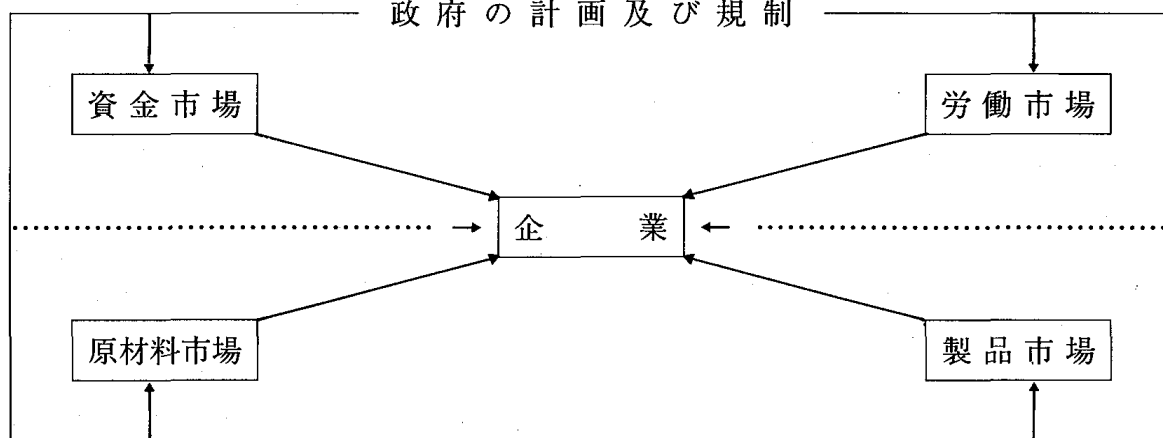 政府の計画及び規制
資金市場
労働市場
企業
原材料市場
製品市場